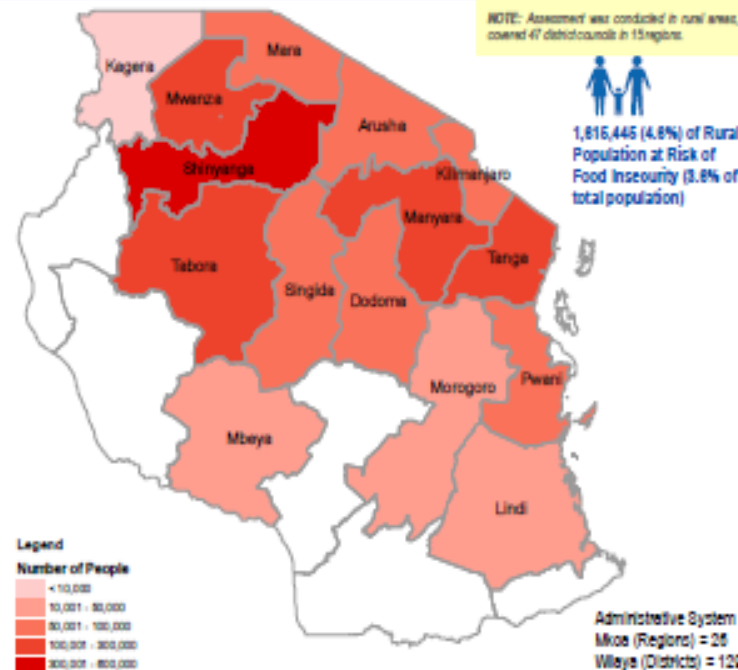 NOTE: Assessment was conducted in rural areas,
covered 47 district councils in 15 regions.
1,615,445 (4.6%) of Rural
Population at Risk of
Food Insecurity (3.6% of
total population)
Kagera
Mara
Mwanza
Arusha
Shinyanga
Kilimanjaro
Manyara
Tabora
Tanga
Singida
Dodoma
Morogoro
Pwani
Mbeya
Lindi
Legend
Number of People
< 10,000
10,001 - 50,000
50,001 - 100,000
100,001 - 300,000
300,001 - 600,000
Administrative System
Mkoa (Regions) = 26
Wilaya (Districts) =